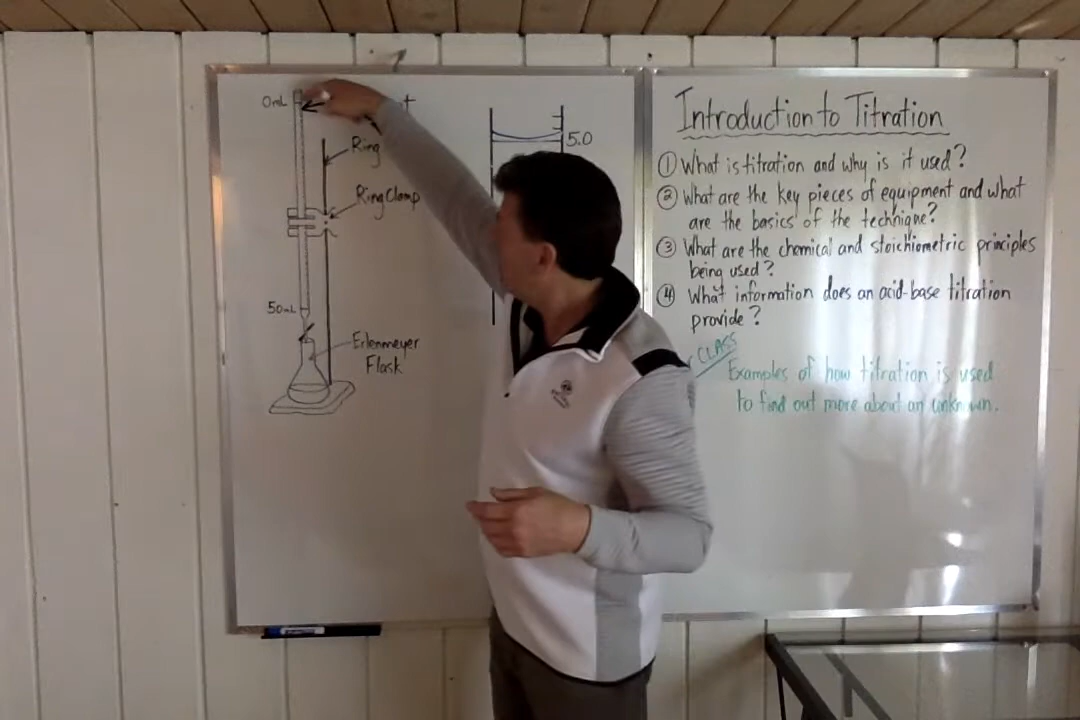 0mL
Ring
Ring Clamp
50mL
Erlenmeyer
Flask
5.0
Introduction to Titration
① What is titration and why is it used?
② What are the key pieces of equipment and what
are the basics of the technique?
③ What are the chemical and stoichiometric principles
being used?
④ What information does an acid-base titration
provide?
CLASS
Examples of how titration is used
to find out more about an unknown.